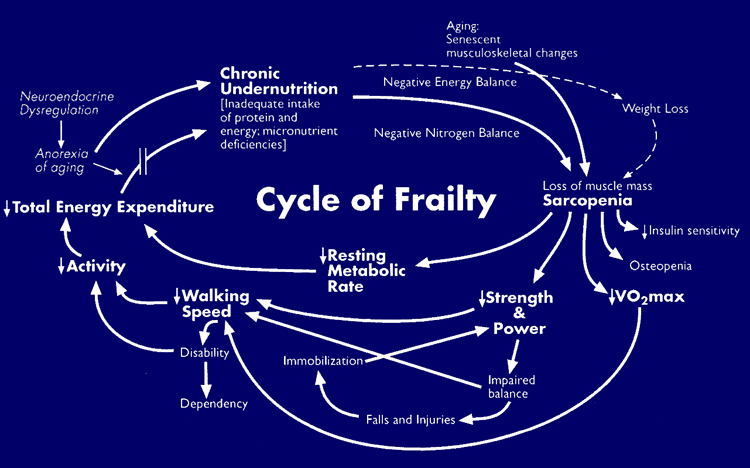 Aging:
Senescent
musculoskeletal changes
Chronic
Undernutrition
[Inadequate intake
of protein and
energy; micronutrient
deficiencies]
Negative Energy Balance
Neuroendocrine
Dysregulation
Weight Loss
Negative Nitrogen Balance
Anorexia
of aging
Loss of muscle mass
Sarcopenia
Cycle of Frailty
↓Total Energy Expenditure
↓Insulin sensitivity
↓Resting
Metabolic
Rate
↓Activity
Osteopenia
↓Walking
Speed
↓Strength
&
Power
↓VO₂max
Disability
Immobilization
Impaired
balance
Dependency
Falls and Injuries